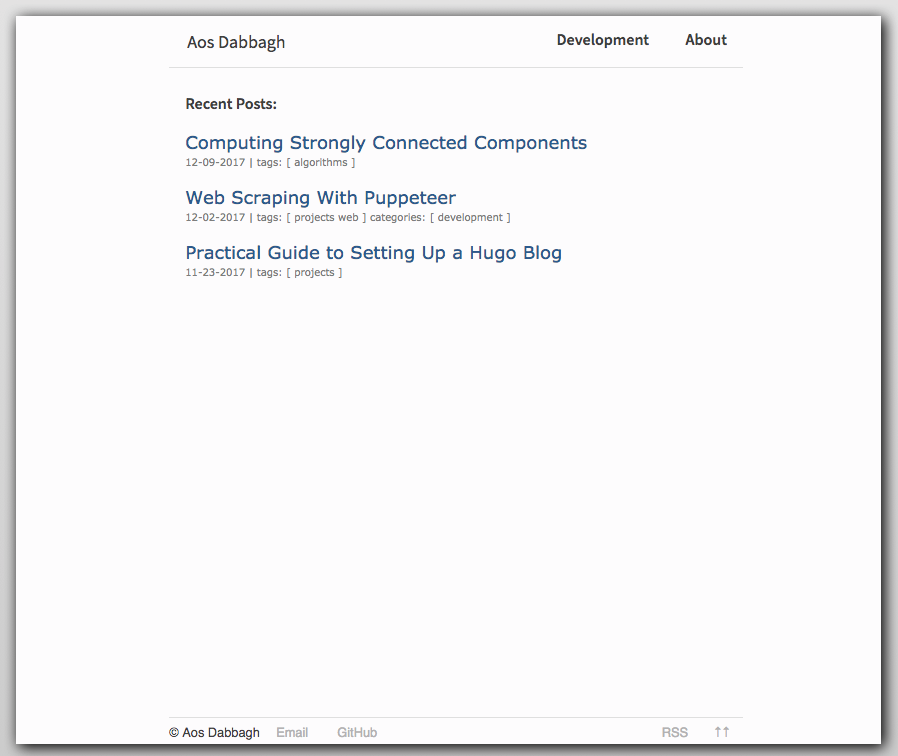 Aos Dabbagh Development About
Recent Posts:
Computing Strongly Connected Components
12-09-2017 | tags: [ algorithms ]
Web Scraping With Puppeteer
12-02-2017 | tags: [ projects web ] categories: [ development ]
Practical Guide to Setting Up a Hugo Blog
11-23-2017 | tags: [ projects ]
© Aos Dabbagh Email GitHub RSS ↑↑